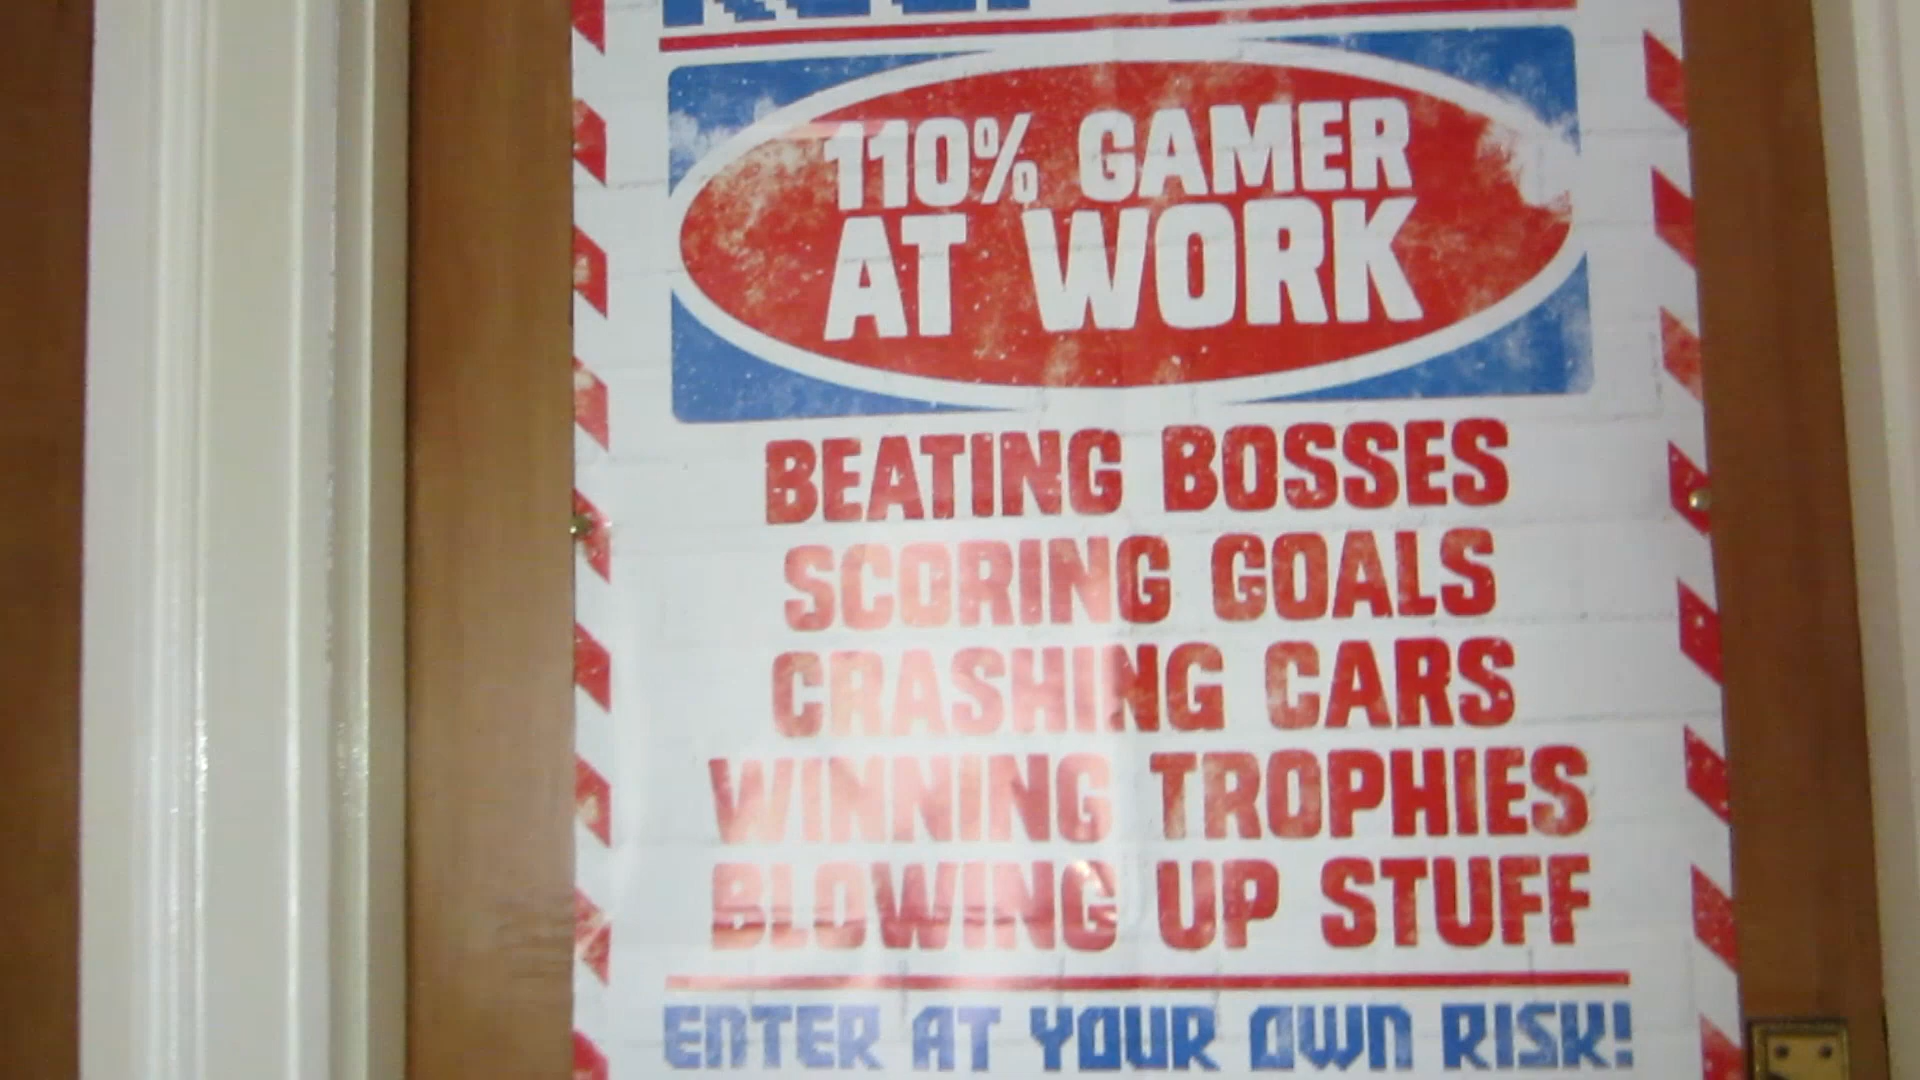 110% GAMER
AT WORK
BEATING BOSSES
SCORING GOALS
CRASHING CARS
WINNING TROPHIES
BLOWING UP STUFF
ENTER AT YOUR OWN RISK!